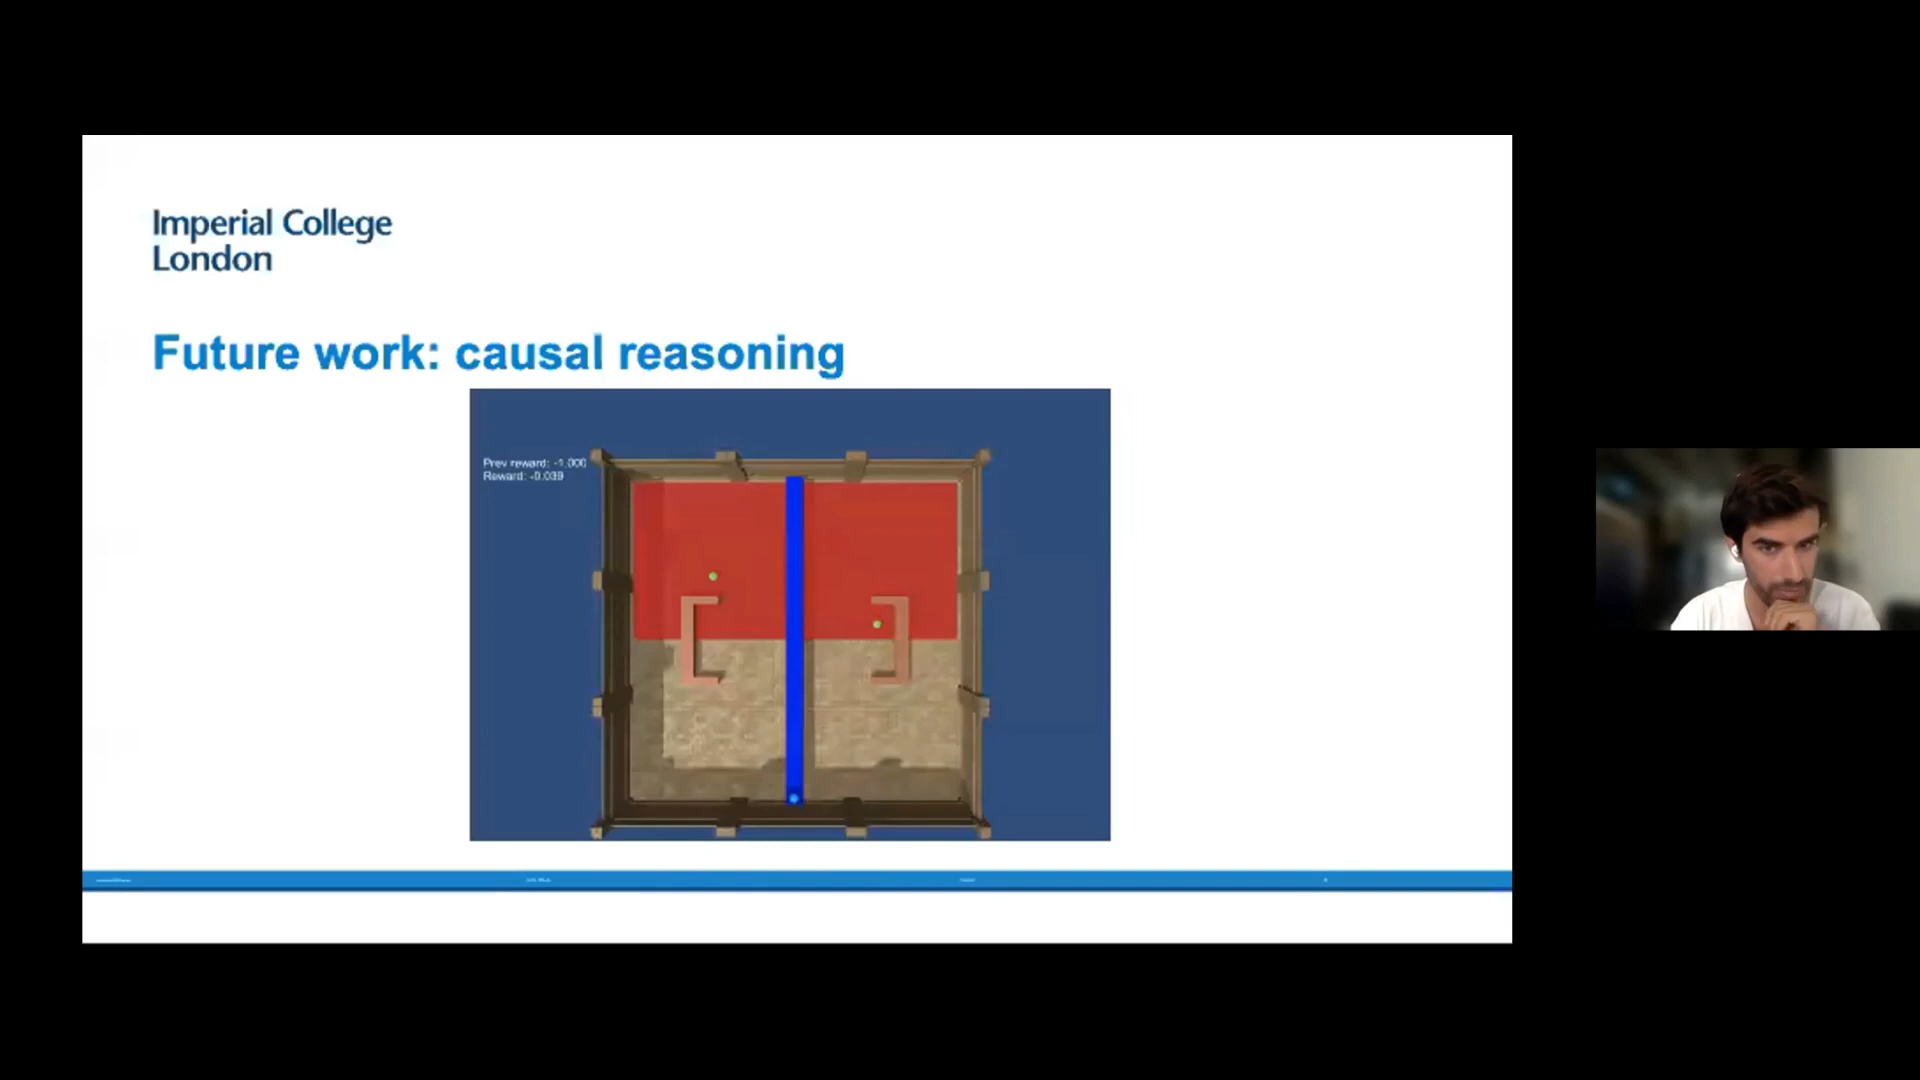 Imperial College
London
Future work: causal reasoning
Prev reward: -1.000
Reward: -0.039